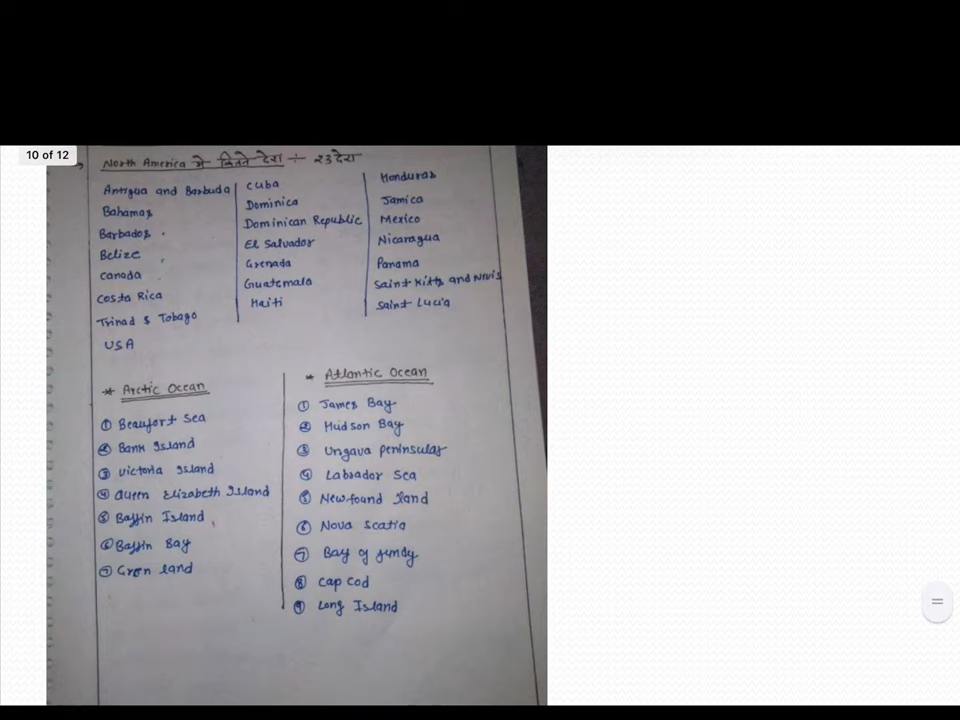 10 of 12
North America मे कितने देश ÷ २३ देश
Antigua and Barbuda
Bahamas
Barbados
Belize
Canada
Costa Rica
Trinad & Tobago
USA
Cuba
Dominica
Dominican Republic
El Salvador
Grenada
Guatemala
Haiti
Honduras
Jamica
Mexico
Nicaragua
Panama
Saint Kitts and Nevis
Saint Lucia
* Arctic Ocean
① Beaufort Sea
② Bank Island
③ Victoria Island
④ Queen Elizabeth Island
⑤ Baffin Island
⑥ Baffin Bay
⑦ Green land
* Atlantic Ocean
① James Bay
② Hudson Bay
③ Ungava Peninsular
④ Labrador Sea
⑤ Newfound land
⑥ Nova Scatia
⑦ Bay of fundy
⑧ Cap Cod
⑨ Long Island